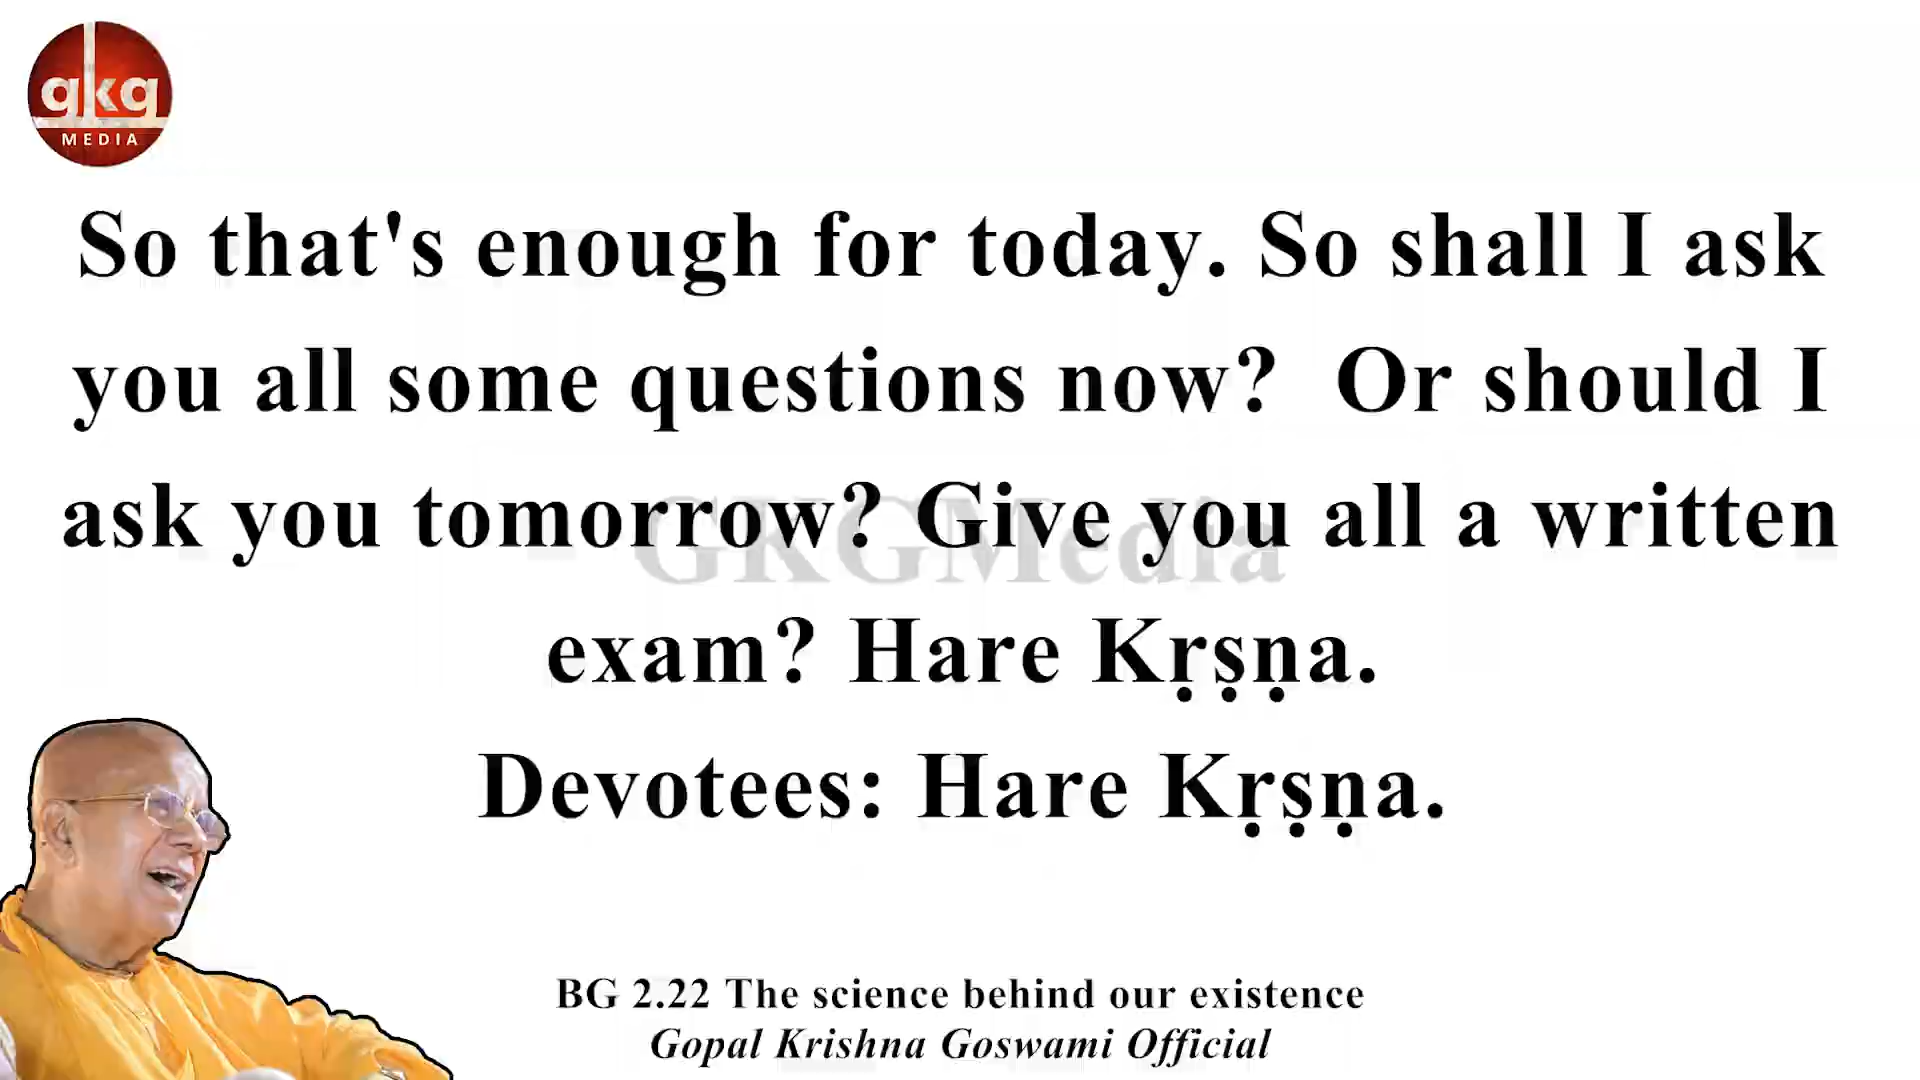 gkg
MEDIA
So that's enough for today. So shall I ask
you all some questions now?  Or should I
ask you tomorrow? Give you all a written
exam? Hare Kṛṣṇa.
Devotees: Hare Kṛṣṇa.
GKGMedia
BG 2.22 The science behind our existence
Gopal Krishna Goswami Official